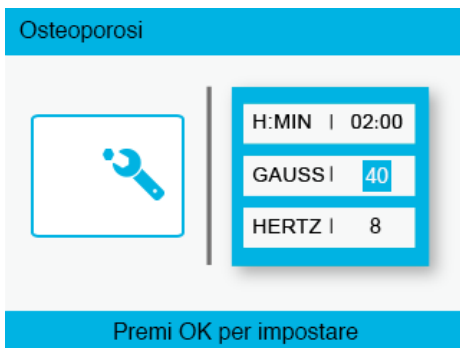 Osteoporosi
H:MIN | 02:00
GAUSS | 40
HERTZ | 8
Premi OK per impostare